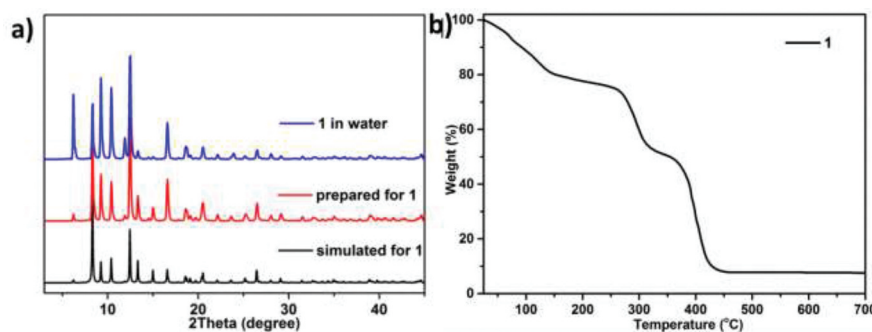 a)
1 in water
prepared for 1
simulated for 1
10
20
30
40
2Theta (degree)
b)
1
100
80
60
40
20
0
Weight (%)
100
200
300
400
500
600
700
Temperature (°C)